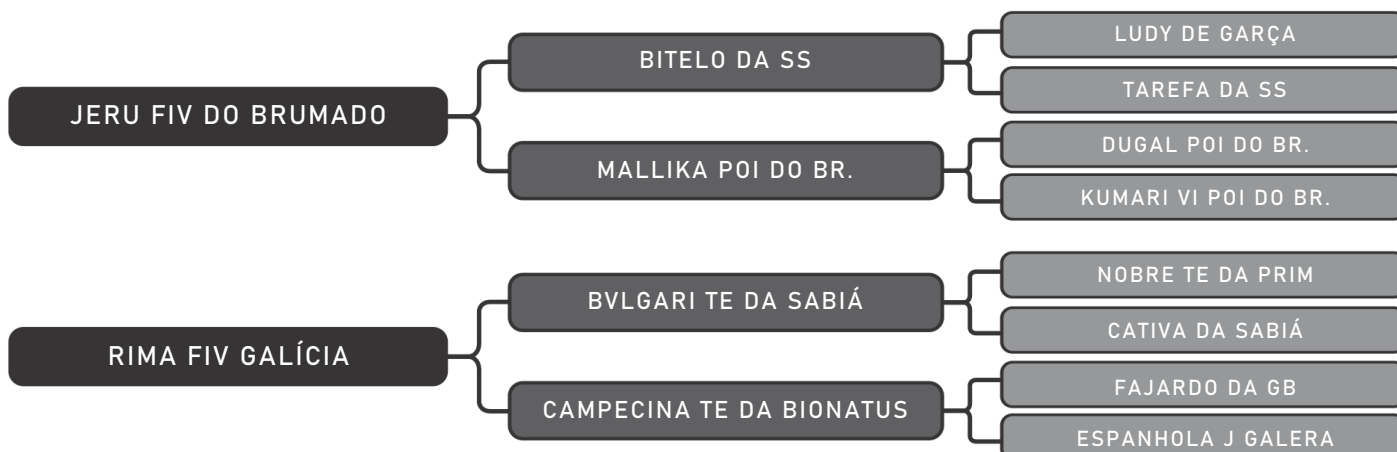 JERU FIV DO BRUMADO
BITELO DA SS
LUDY DE GARÇA
TAREFA DA SS
MALLIKA POI DO BR.
DUGAL POI DO BR.
KUMARI VI POI DO BR.
RIMA FIV GALÍCIA
BVLGARI TE DA SABIÁ
NOBRE TE DA PRIM
CATIVA DA SABIÁ
CAMPECINA TE DA BIONATUS
FAJARDO DA GB
ESPANHOLA J GALERA